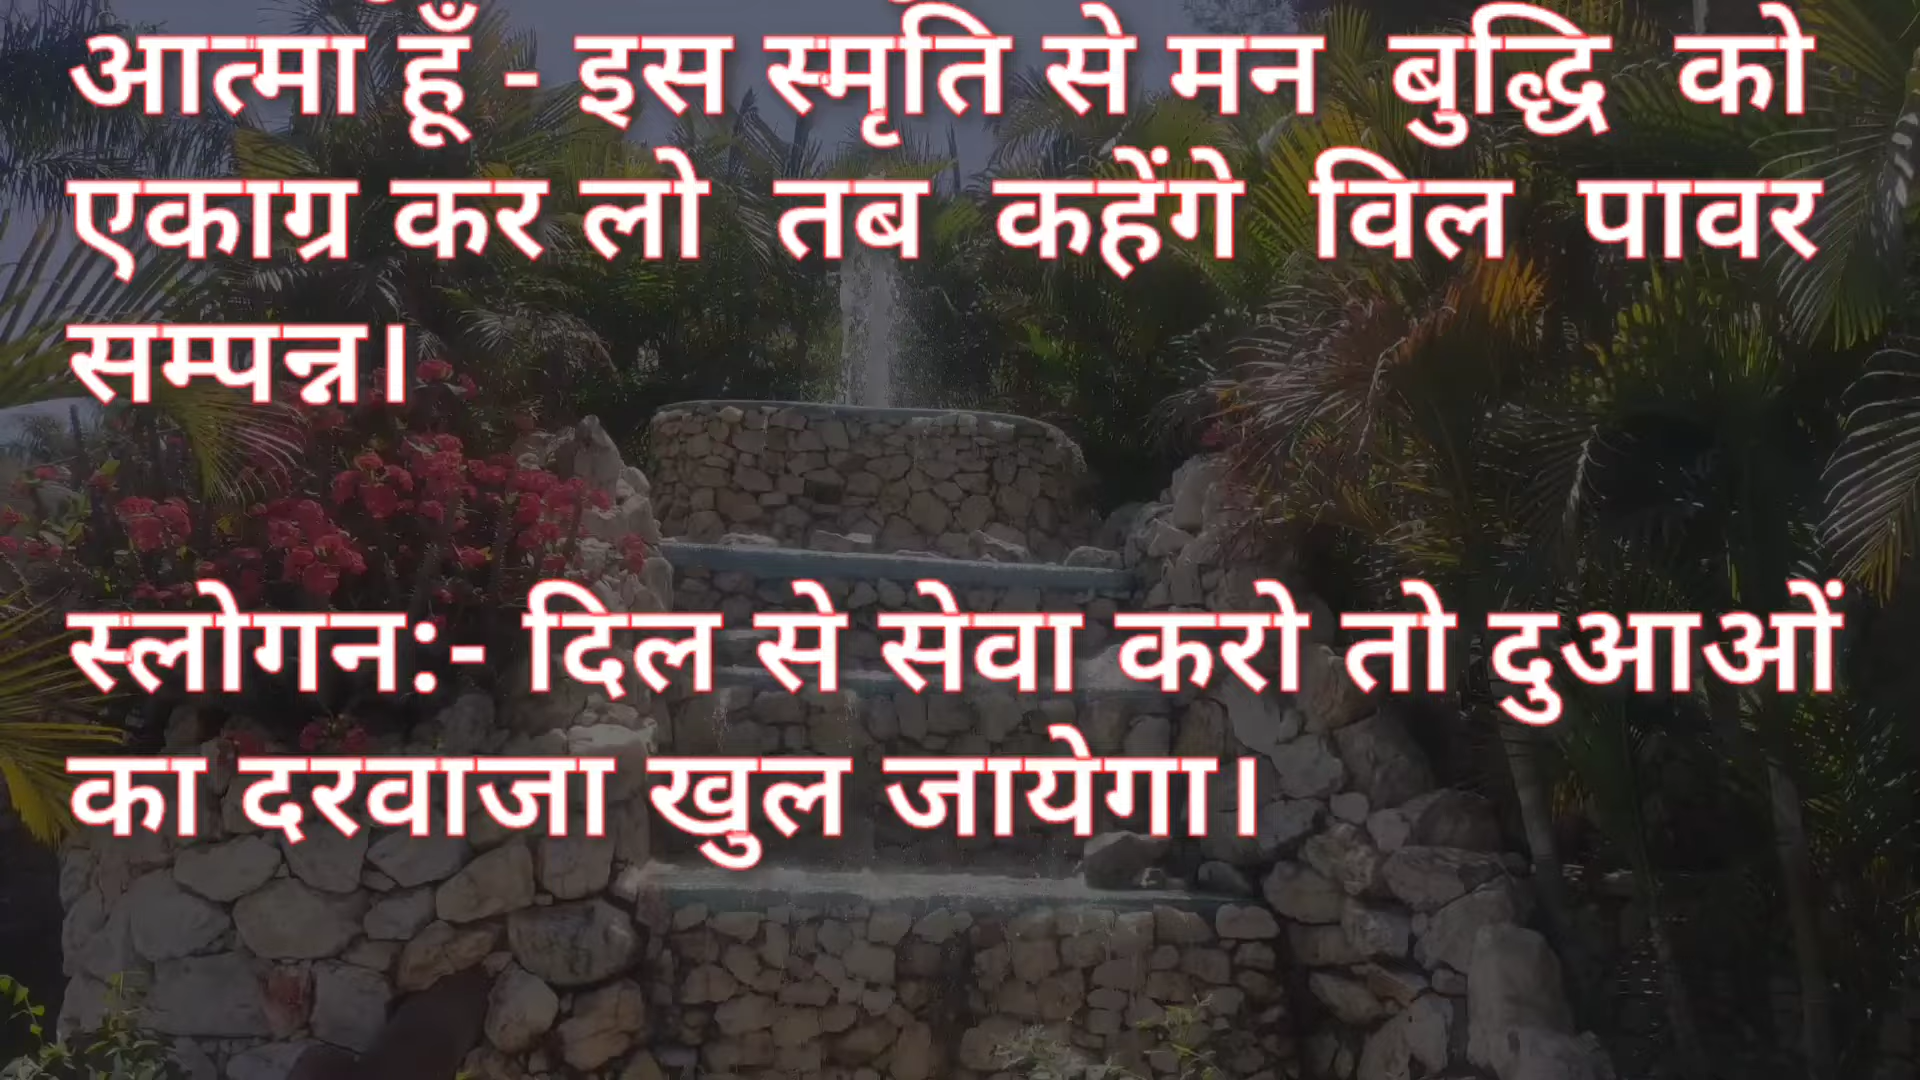 आत्मा हूँ - इस स्मृति से मन बुद्धि को
एकाग्र कर लो तब कहेंगे विल पावर
सम्पन्न।
स्लोगन:- दिल से सेवा करो तो दुआओं
का दरवाजा खुल जायेगा।